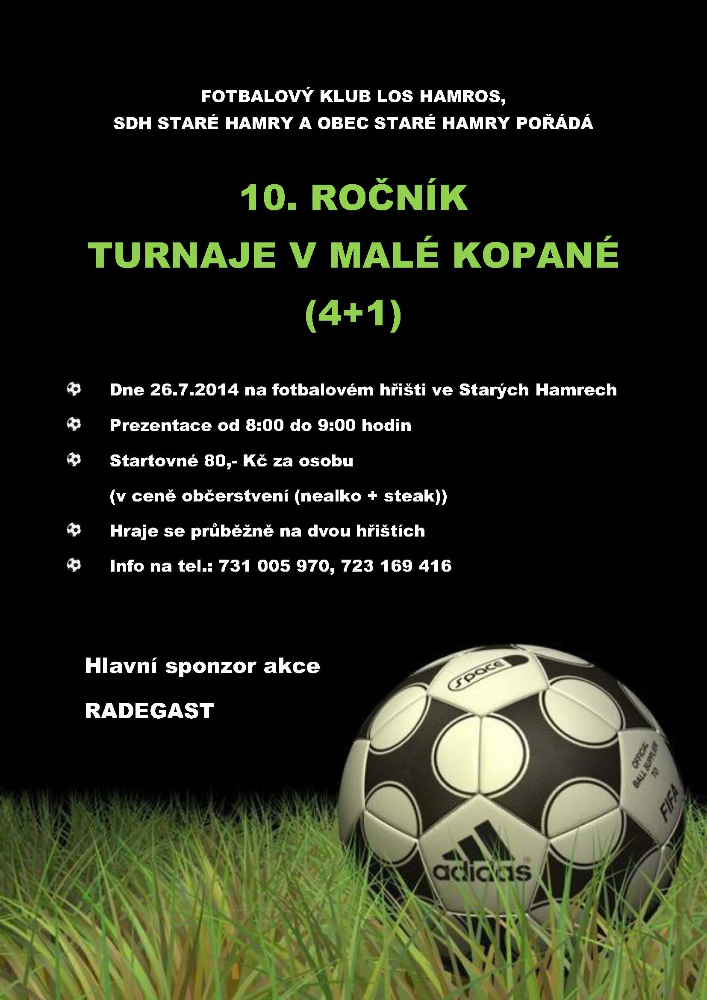 FOTBALOVÝ KLUB LOS HAMROS,
SDH STARÉ HAMRY A OBEC STARÉ HAMRY POŘÁDÁ
10. ROČNÍK
TURNAJE V MALÉ KOPANÉ
(4+1)
Dne 26.7.2014 na fotbalovém hřišti ve Starých Hamrech
Prezentace od 8:00 do 9:00 hodin
Startovné 80,- Kč za osobu
(v ceně občerstvení (nealko + steak))
Hraje se průběžně na dvou hřištích
Info na tel.: 731 005 970, 723 169 416
Hlavní sponzor akce
RADEGAST
space
OFFICIAL
BALL SUPPLIER
TO
FIFA
adidas